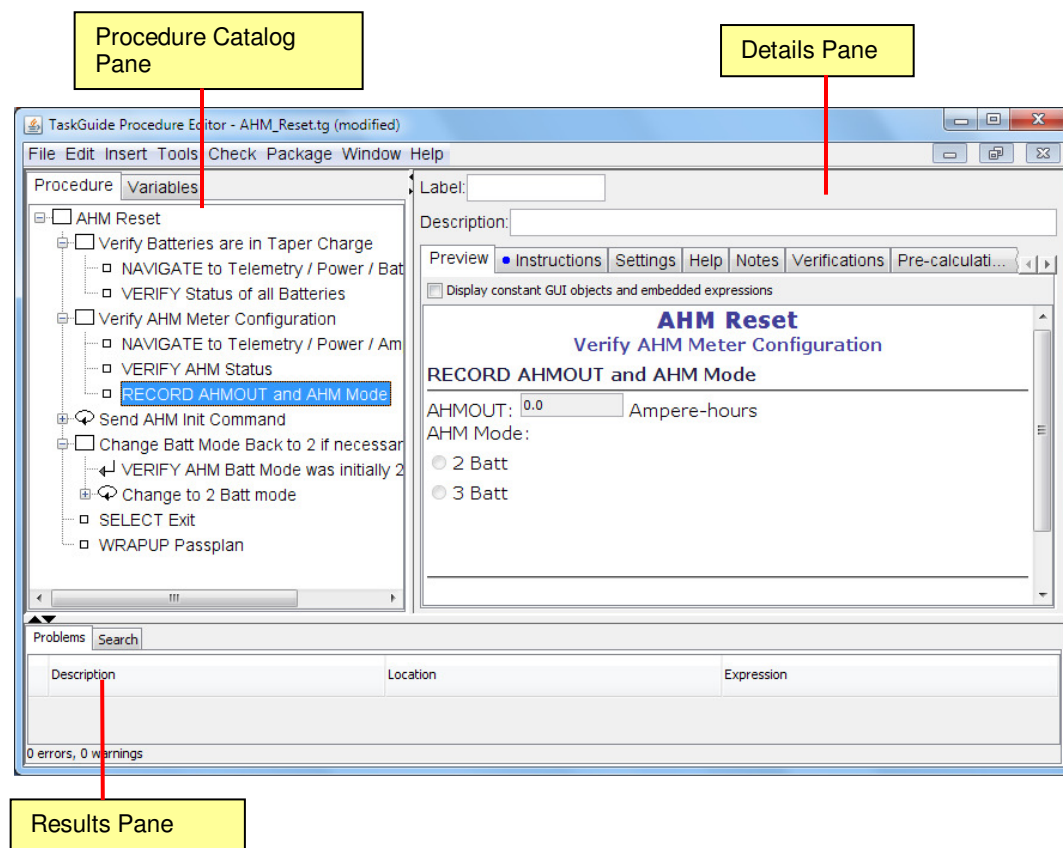 Procedure Catalog
Pane
Details Pane
TaskGuide Procedure Editor - AHM_Reset.tg (modified)
File Edit Insert Tools Check Package Window Help
Procedure Variables
AHM Reset
Verify Batteries are in Taper Charge
NAVIGATE to Telemetry / Power / Bat
VERIFY Status of all Batteries
Verify AHM Meter Configuration
NAVIGATE to Telemetry / Power / Am
VERIFY AHM Status
RECORD AHMOUT and AHM Mode
Send AHM Init Command
Change Batt Mode Back to 2 if necessar
VERIFY AHM Batt Mode was initially 2
Change to 2 Batt mode
SELECT Exit
WRAPUP Passplan
Label:
Description:
Preview Instructions Settings Help Notes Verifications Pre-calculati...
Display constant GUI objects and embedded expressions
AHM Reset
Verify AHM Meter Configuration
RECORD AHMOUT and AHM Mode
AHMOUT: 0.0 Ampere-hours
AHM Mode:
2 Batt
3 Batt
Problems Search
Description Location Expression
0 errors, 0 warnings
Results Pane